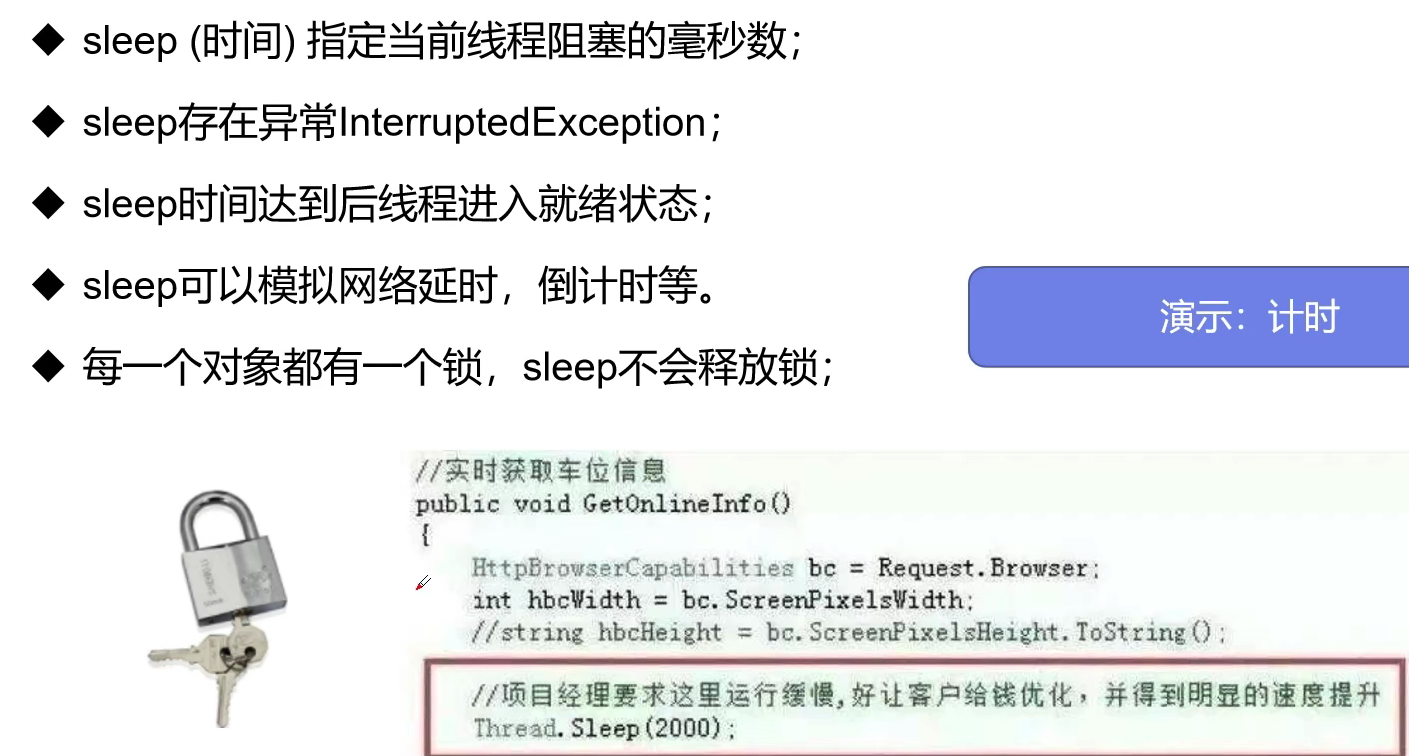 ◆ sleep (时间) 指定当前线程阻塞的毫秒数；
◆ sleep存在异常InterruptedException；
◆ sleep时间达到后线程进入就绪状态；
◆ sleep可以模拟网络延时，倒计时等。
◆ 每一个对象都有一个锁，sleep不会释放锁；
演示：计时
//实时获取车位信息
public void GetOnlineInfo()
{
HttpBrowserCapabilities bc = Request.Browser;
int hbcWidth = bc.ScreenPixelsWidth;
//string hbcHeight = bc.ScreenPixelsHeight.ToString();
//项目经理要求这里运行缓慢,好让客户给钱优化，并得到明显的速度提升
Thread.Sleep(2000);